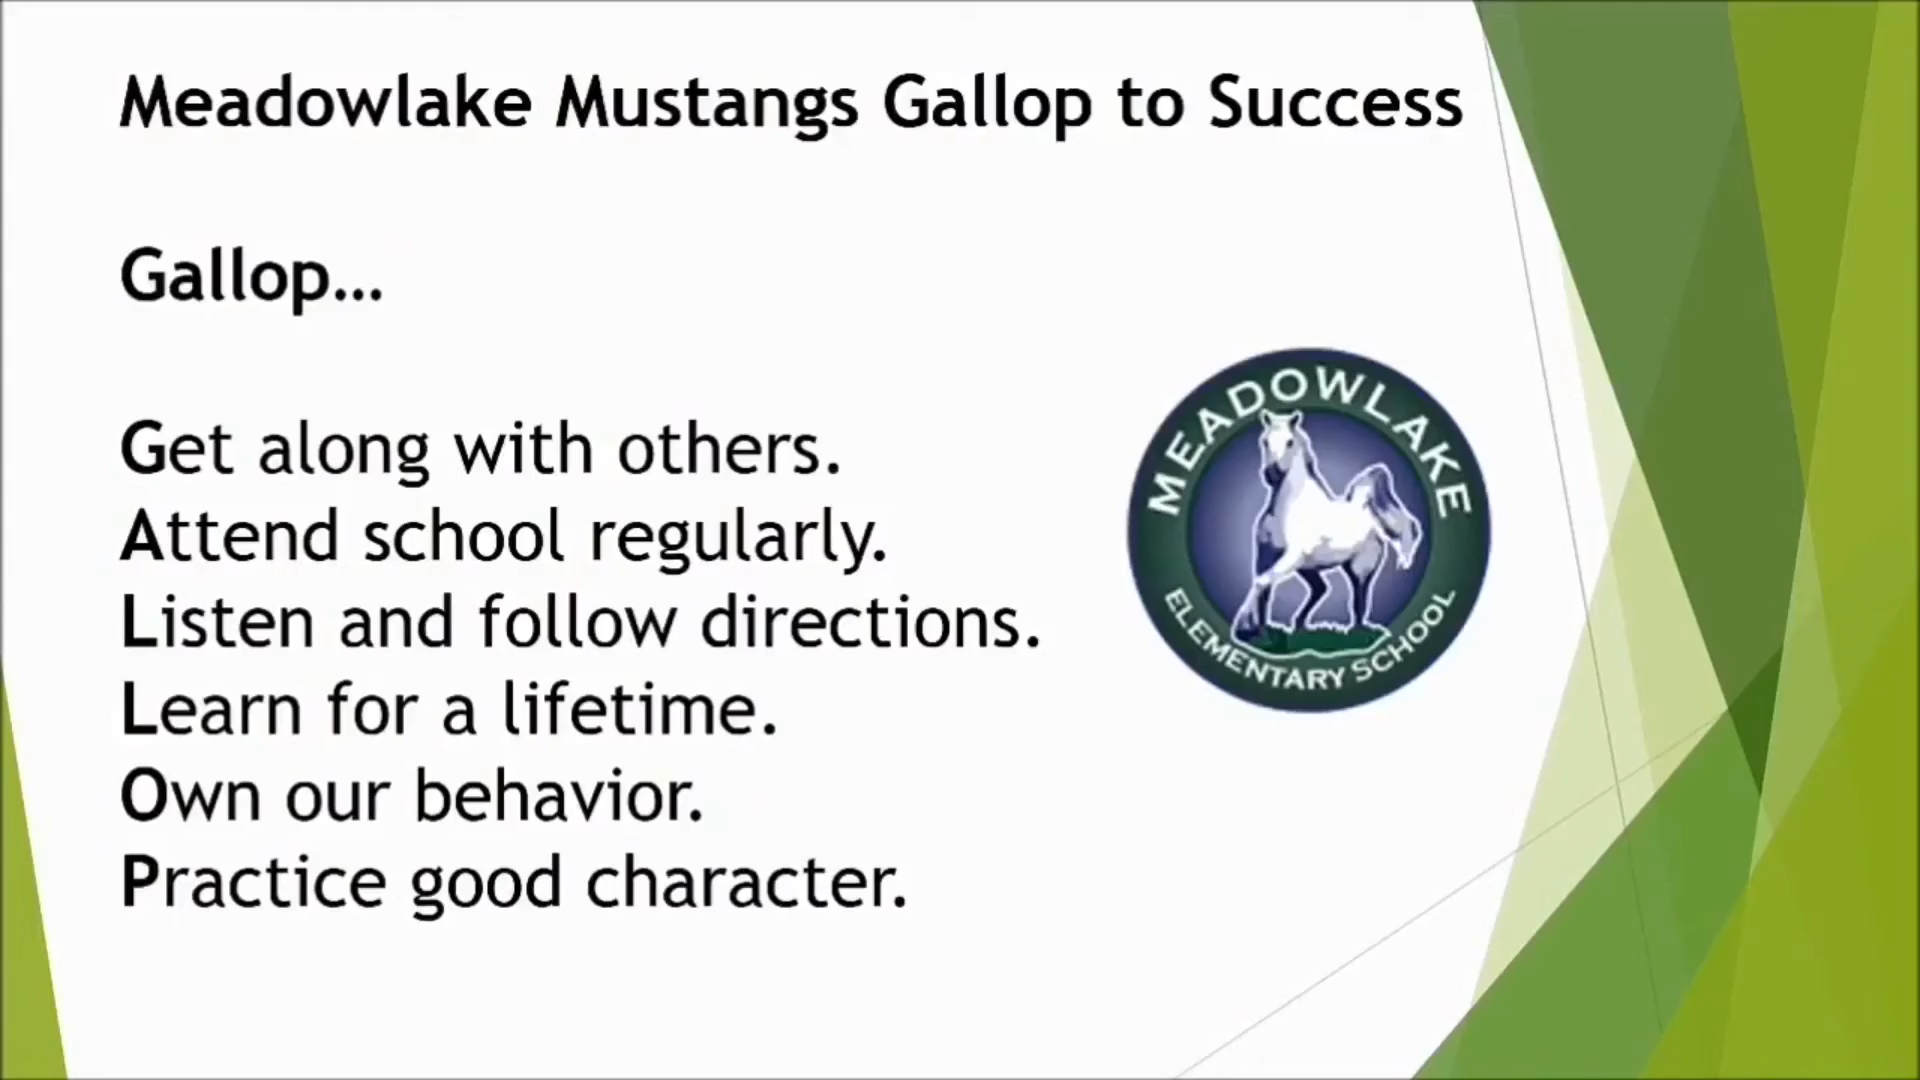 Meadowlake Mustangs Gallop to Success
Gallop...
Get along with others.
Attend school regularly.
Listen and follow directions.
Learn for a lifetime.
Own our behavior.
Practice good character.
MEADOWLAKE
ELEMENTARY SCHOOL